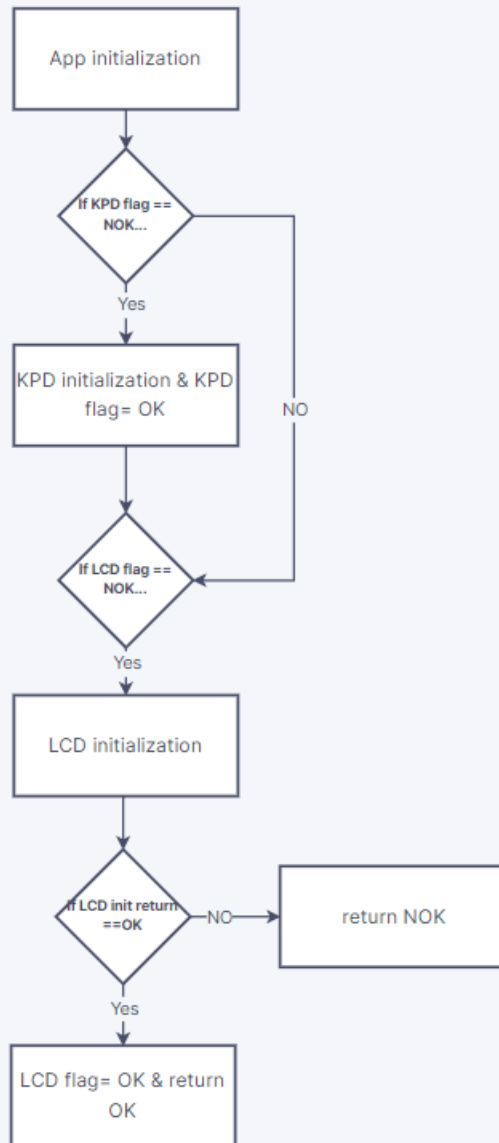 App initialization
If KPD flag ==
NOK...
Yes
KPD initialization & KPD
flag= OK
NO
If LCD flag ==
NOK...
Yes
LCD initialization
If LCD init return
==OK
NO
return NOK
Yes
LCD flag= OK & return
OK